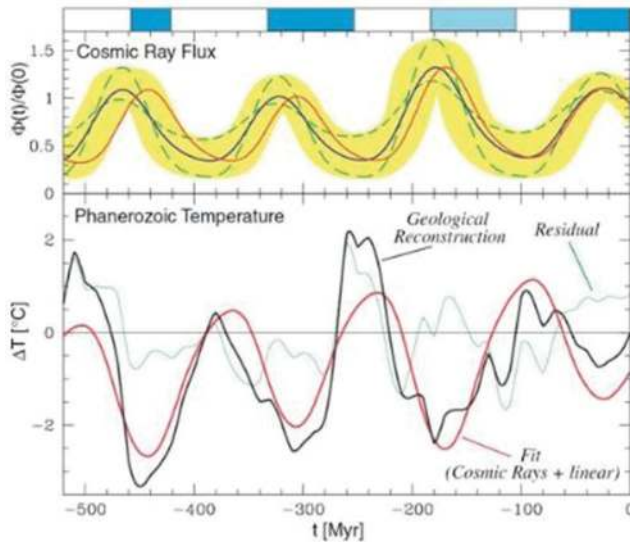 Cosmic Ray Flux
Φ(t)/Φ(0)
1.5
1
0.5
0
Phanerozoic Temperature
Geological
Reconstruction
Residual
ΔT [°C]
2
0
−2
Fit
(Cosmic Rays + linear)
−500 −400 −300 −200 −100 0
t [Myr]